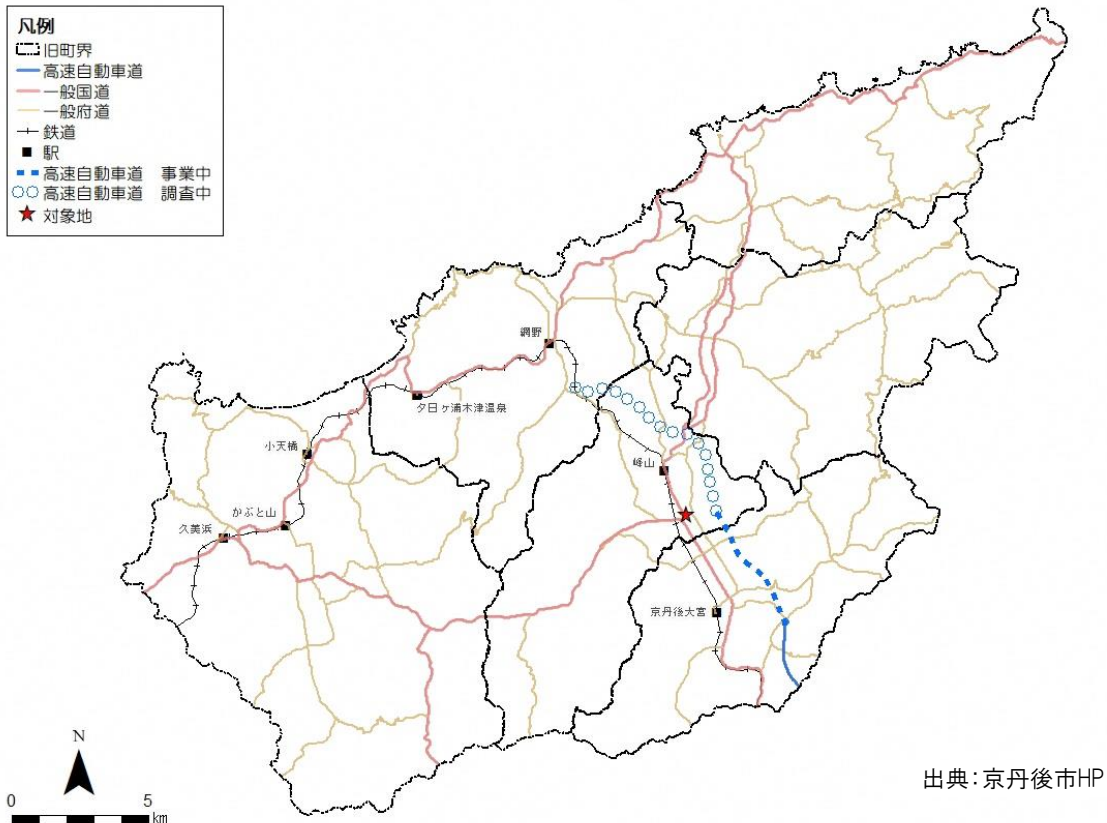 凡例
旧町界
高速自動車道
一般国道
一般府道
鉄道
駅
高速自動車道 事業中
高速自動車道 調査中
対象地
網野
夕日ヶ浦木津温泉
小天橋
峰山
かぶと山
久美浜
京丹後大宮
N
0 5
km
出典：京丹後市HP